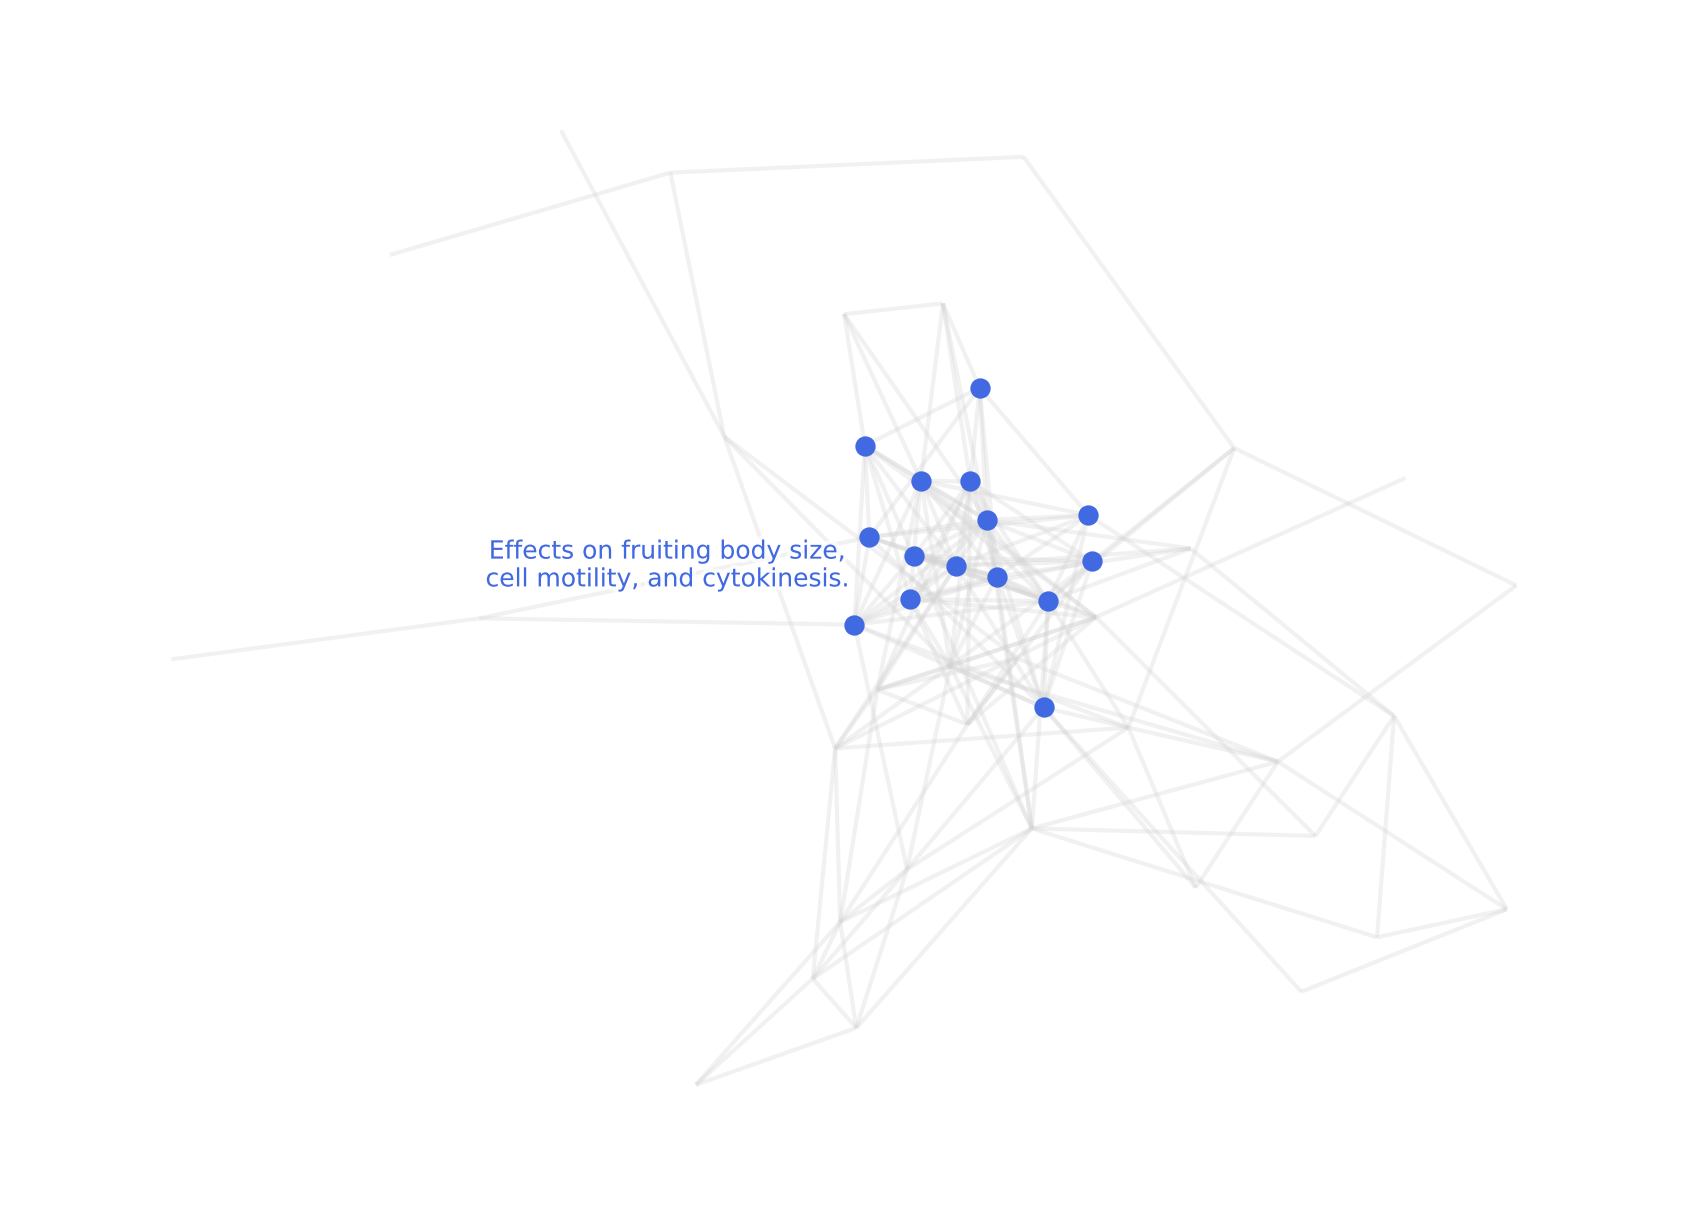 Effects on fruiting body size,
cell motility, and cytokinesis.